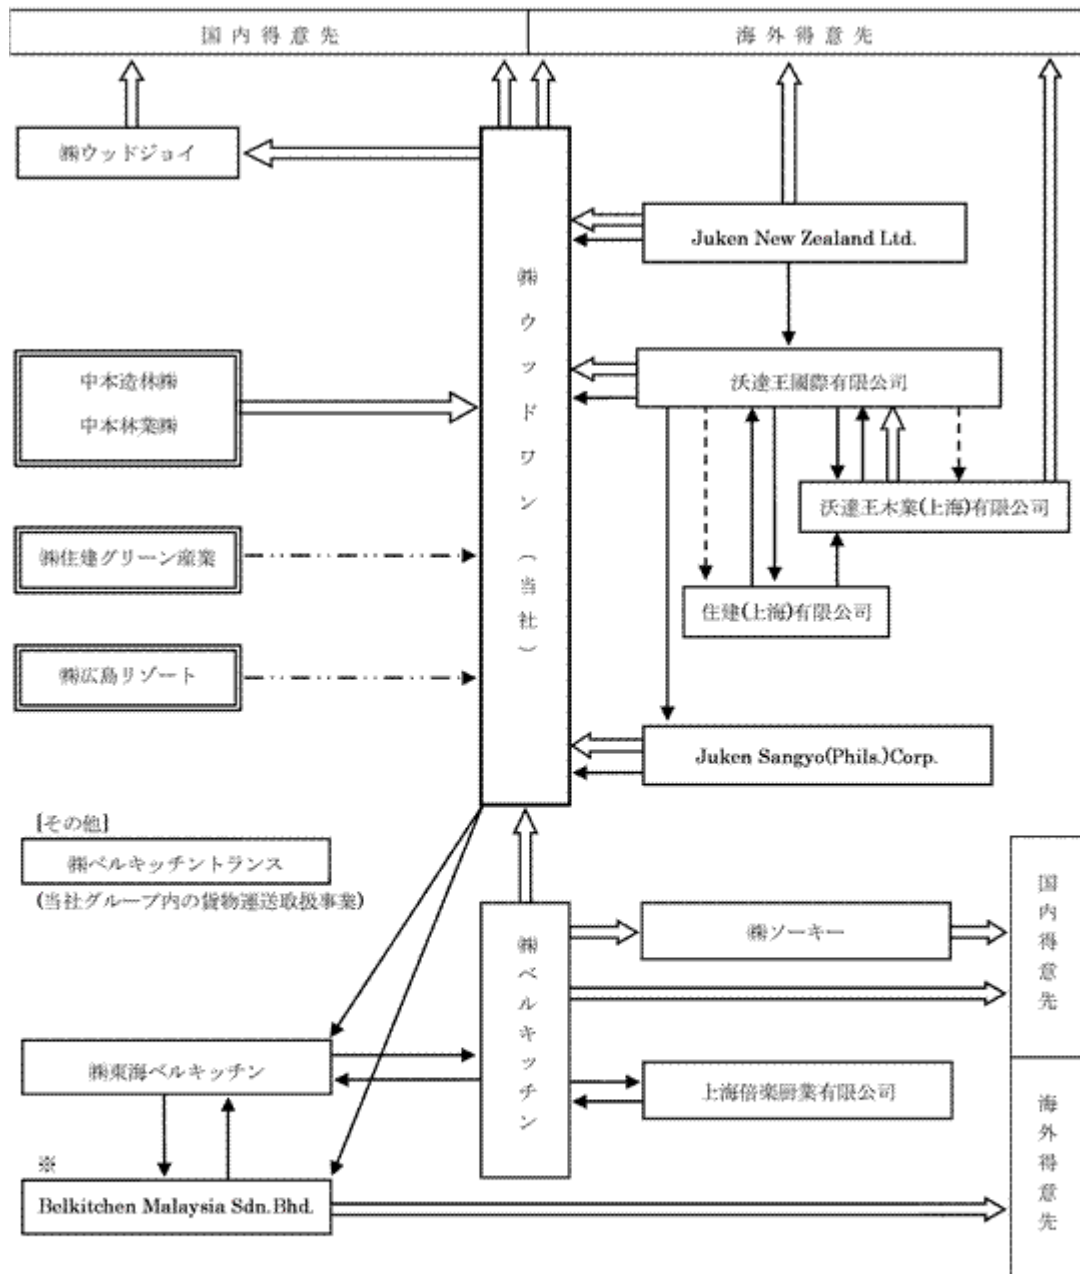 国内得意先
海外得意先
㈱ウッドジョイ
㈱ウッドワン(当社)
Juken New Zealand Ltd.
中本造林㈱
中本林業㈱
沃達王國際有限公司
沃達王木業(上海)有限公司
㈱住建グリーン産業
住建(上海)有限公司
㈱広島リゾート
Juken Sangyo(Phils.)Corp.
[その他]
㈱ベルキッチントランス
(当社グループ内の貨物運送取扱事業)
㈱ベルキッチン
㈱ソーキー
国内得意先
㈱東海ベルキッチン
上海倍楽厨業有限公司
海外得意先
※
Belkitchen Malaysia Sdn.Bhd.